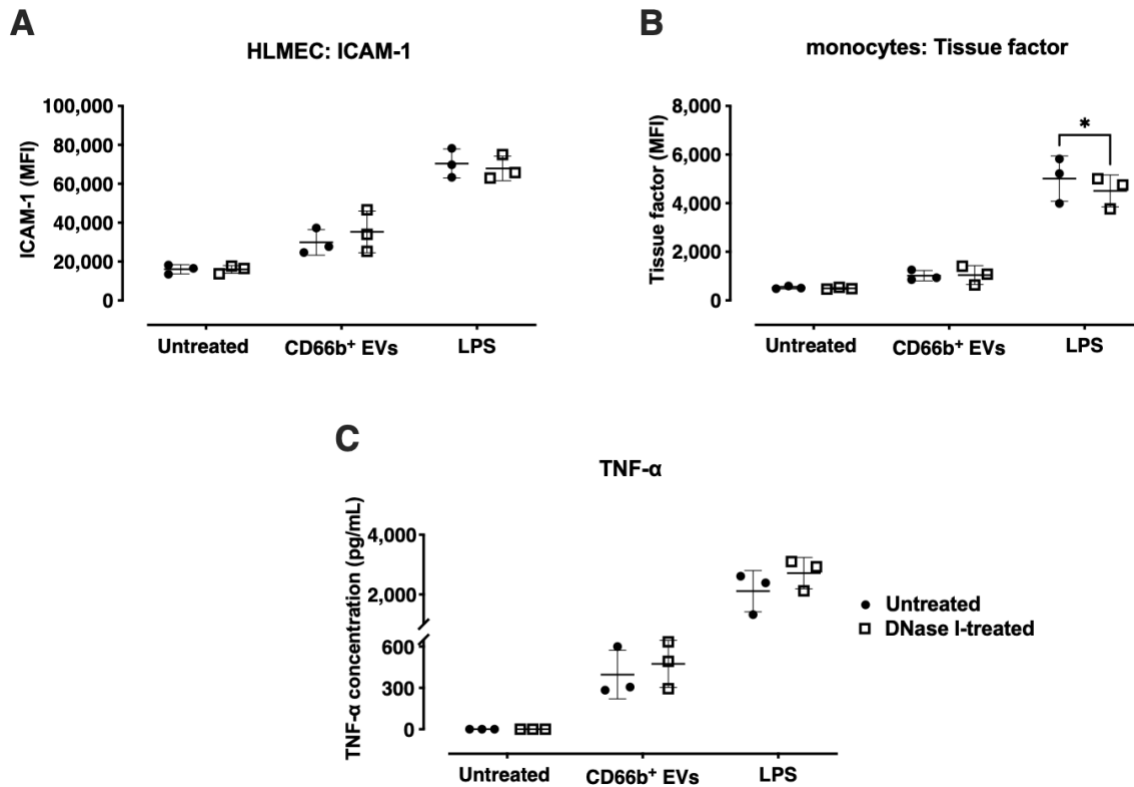 A
HLMEC: ICAM-1
ICAM-1 (MFI)
100,000
80,000
60,000
40,000
20,000
0
Untreated
CD66b⁺ EVs
LPS
B
monocytes: Tissue factor
Tissue factor (MFI)
8,000
6,000
4,000
2,000
0
*
Untreated
CD66b⁺ EVs
LPS
C
TNF-α
TNF-α concentration (pg/mL)
4,000
2,000
600
300
0
Untreated
CD66b⁺ EVs
LPS
Untreated
DNase I-treated